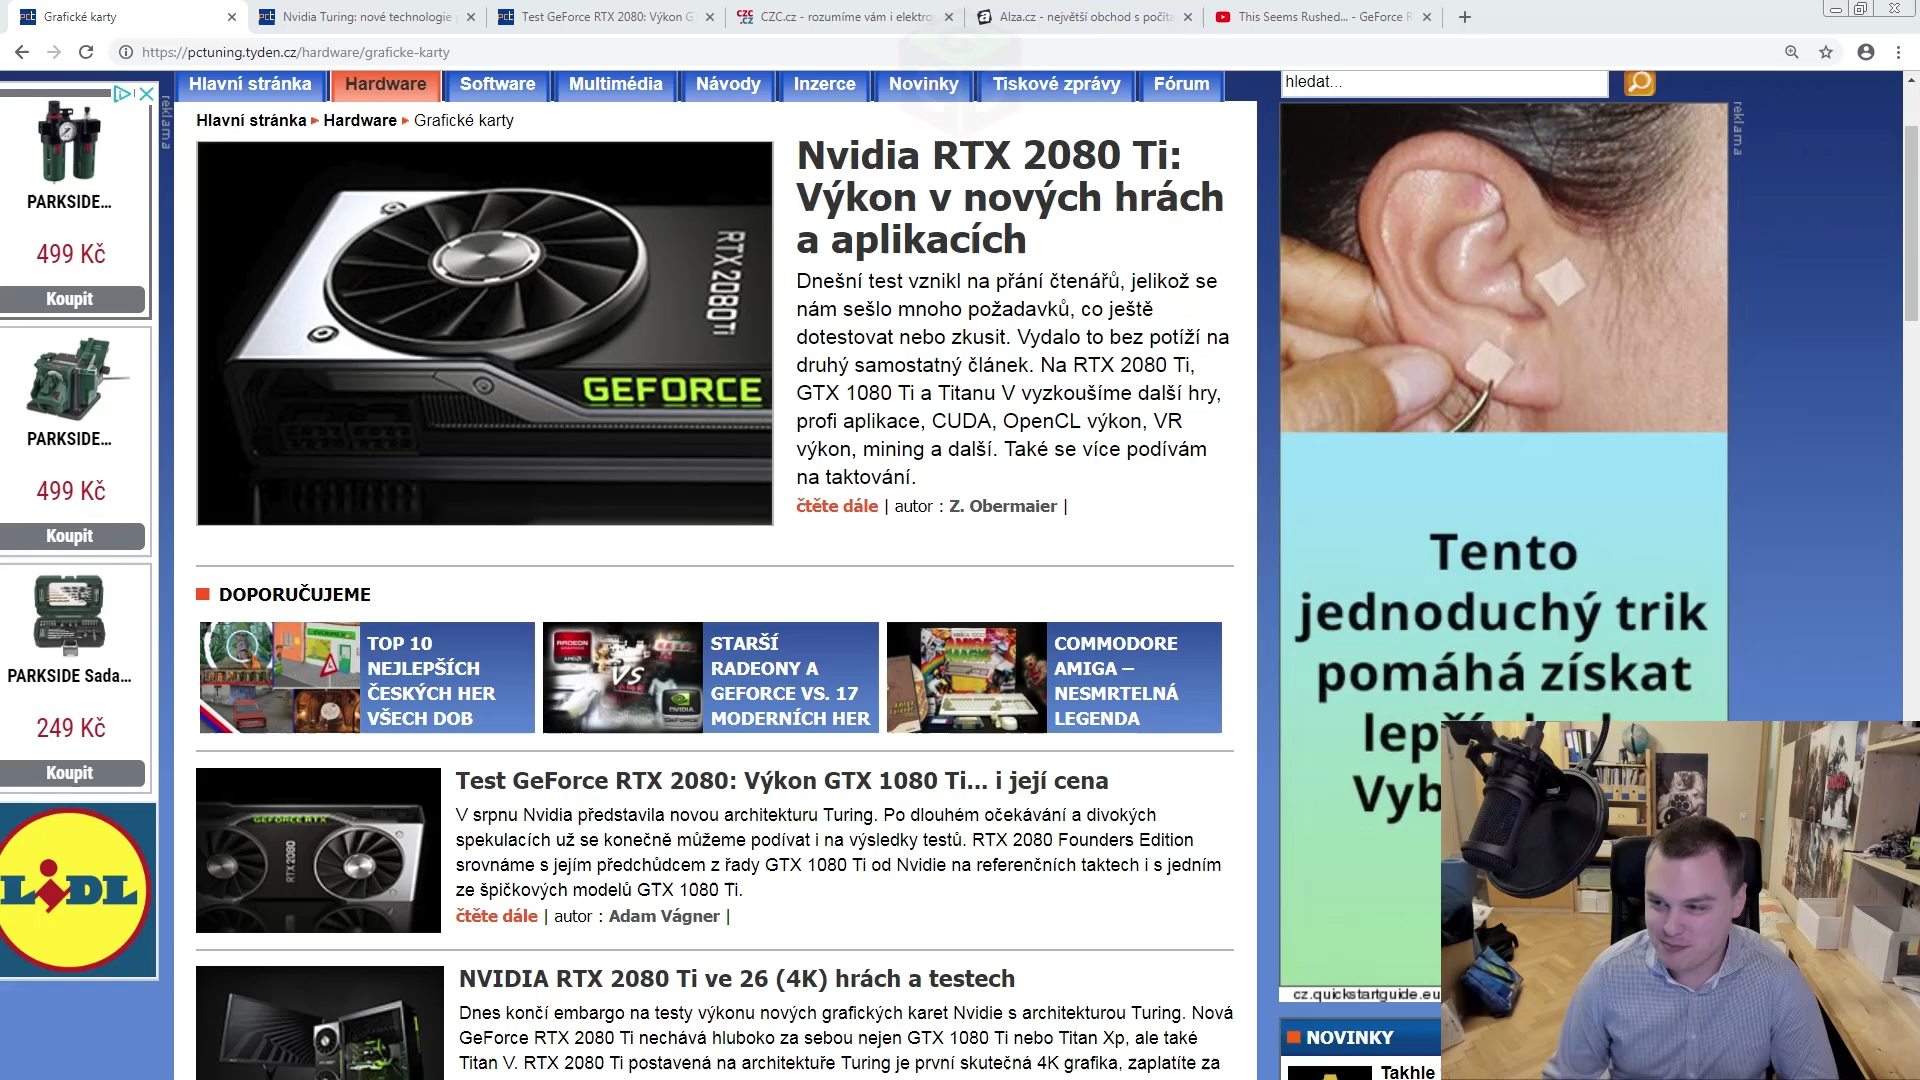 Grafické karty
Nvidia Turing: nové technologie
Test GeForce RTX 2080: Výkon G
CZC.cz - rozumíme vám i elektro
Alza.cz - největší obchod s počíta
This Seems Rushed... - GeForce R
https://pctuning.tyden.cz/hardware/graficke-karty
Hlavní stránka
Hardware
Software
Multimédia
Návody
Inzerce
Novinky
Tiskové zprávy
Fórum
hledat...
reklama
PARKSIDE...
499 Kč
Koupit
PARKSIDE...
499 Kč
Koupit
PARKSIDE Sada...
249 Kč
Koupit
LIDL
Hlavní stránka ▸ Hardware ▸ Grafické karty
RTX 2080 Ti
GEFORCE
Nvidia RTX 2080 Ti:
Výkon v nových hrách
a aplikacích
Dnešní test vznikl na přání čtenářů, jelikož se
nám sešlo mnoho požadavků, co ještě
dotestovat nebo zkusit. Vydalo to bez potíží na
druhý samostatný článek. Na RTX 2080 Ti,
GTX 1080 Ti a Titanu V vyzkoušíme další hry,
profi aplikace, CUDA, OpenCL výkon, VR
výkon, mining a další. Také se více podívám
na taktování.
čtěte dále | autor : Z. Obermaier |
DOPORUČUJEME
TOP 10
NEJLEPŠÍCH
ČESKÝCH HER
VŠECH DOB
RADEON
VS
NVIDIA
STARŠÍ
RADEONY A
GEFORCE VS. 17
MODERNÍCH HER
COMMODORE
AMIGA –
NESMRTELNÁ
LEGENDA
GEFORCE RTX
RTX 2080
Test GeForce RTX 2080: Výkon GTX 1080 Ti... i její cena
V srpnu Nvidia představila novou architekturu Turing. Po dlouhém očekávání a divokých
spekulacích už se konečně můžeme podívat i na výsledky testů. RTX 2080 Founders Edition
srovnáme s jejím předchůdcem z řady GTX 1080 Ti od Nvidie na referenčních taktech i s jedním
ze špičkových modelů GTX 1080 Ti.
čtěte dále | autor : Adam Vágner |
NVIDIA RTX 2080 Ti ve 26 (4K) hrách a testech
Dnes končí embargo na testy výkonu nových grafických karet Nvidie s architekturou Turing. Nová
GeForce RTX 2080 Ti nechává hluboko za sebou nejen GTX 1080 Ti nebo Titan Xp, ale také
Titan V. RTX 2080 Ti postavená na architektuře Turing je první skutečná 4K grafika, zaplatíte za
reklama
Tento
jednoduchý trik
pomáhá získat
Vyb
cz.quickstartguide.eu
NOVINKY
Takhle